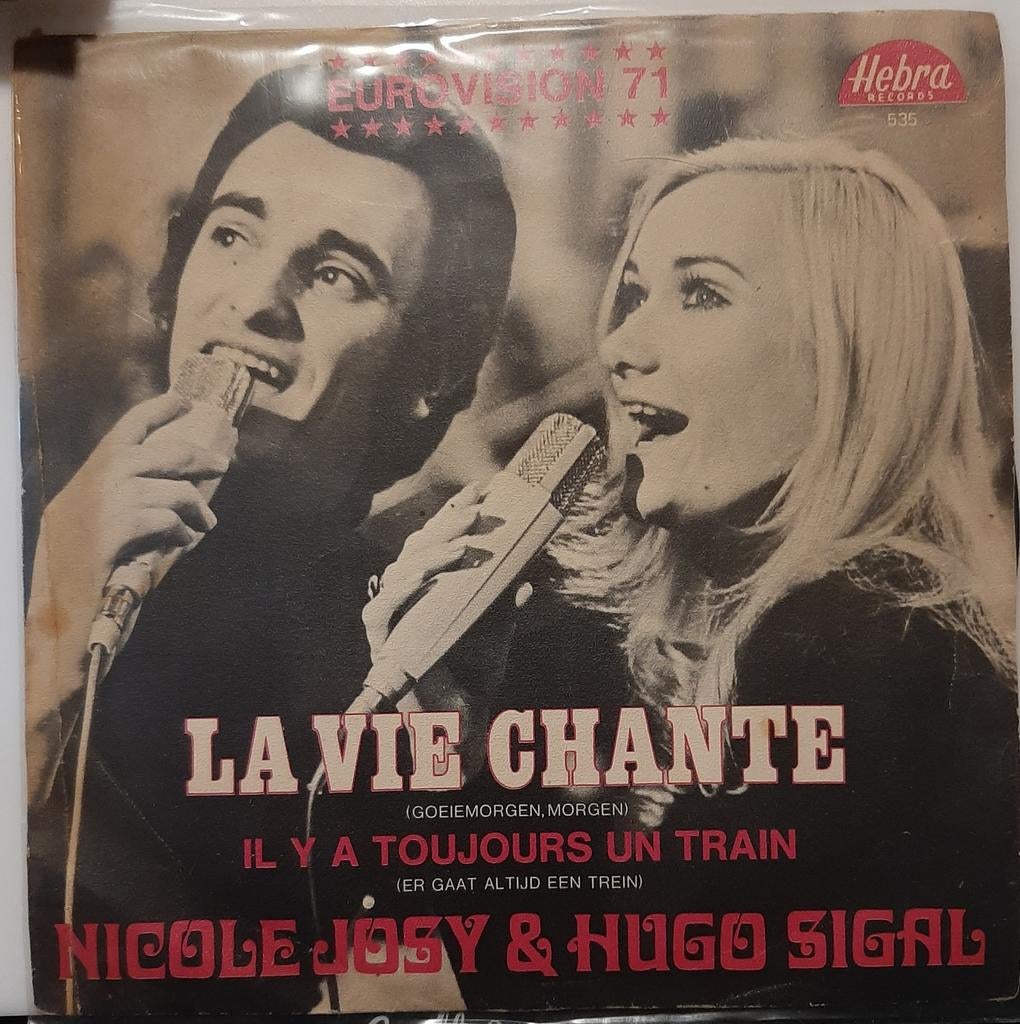 EUROVISION 71
Hebra
RECORDS
535
LA VIE CHANTE
(GOEIEMORGEN, MORGEN)
IL Y A TOUJOURS UN TRAIN
(ER GAAT ALTIJD EEN TREIN)
NICOLE JOSY & HUGO SIGAL